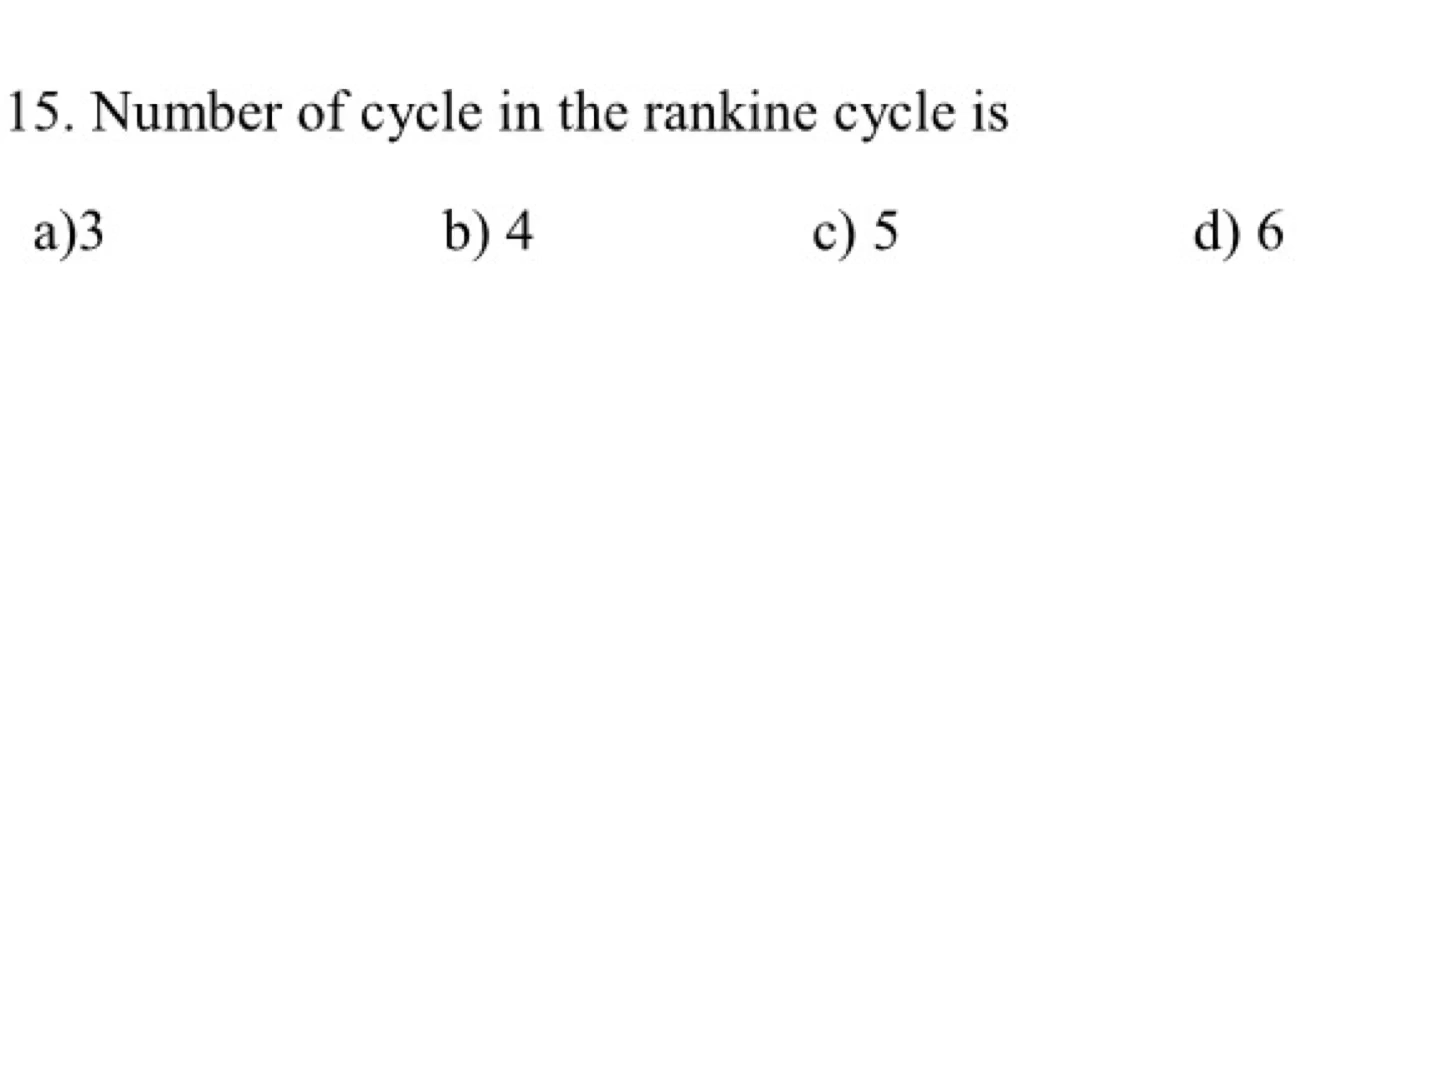 15. Number of cycle in the rankine cycle is
a)3 b) 4 c) 5 d) 6